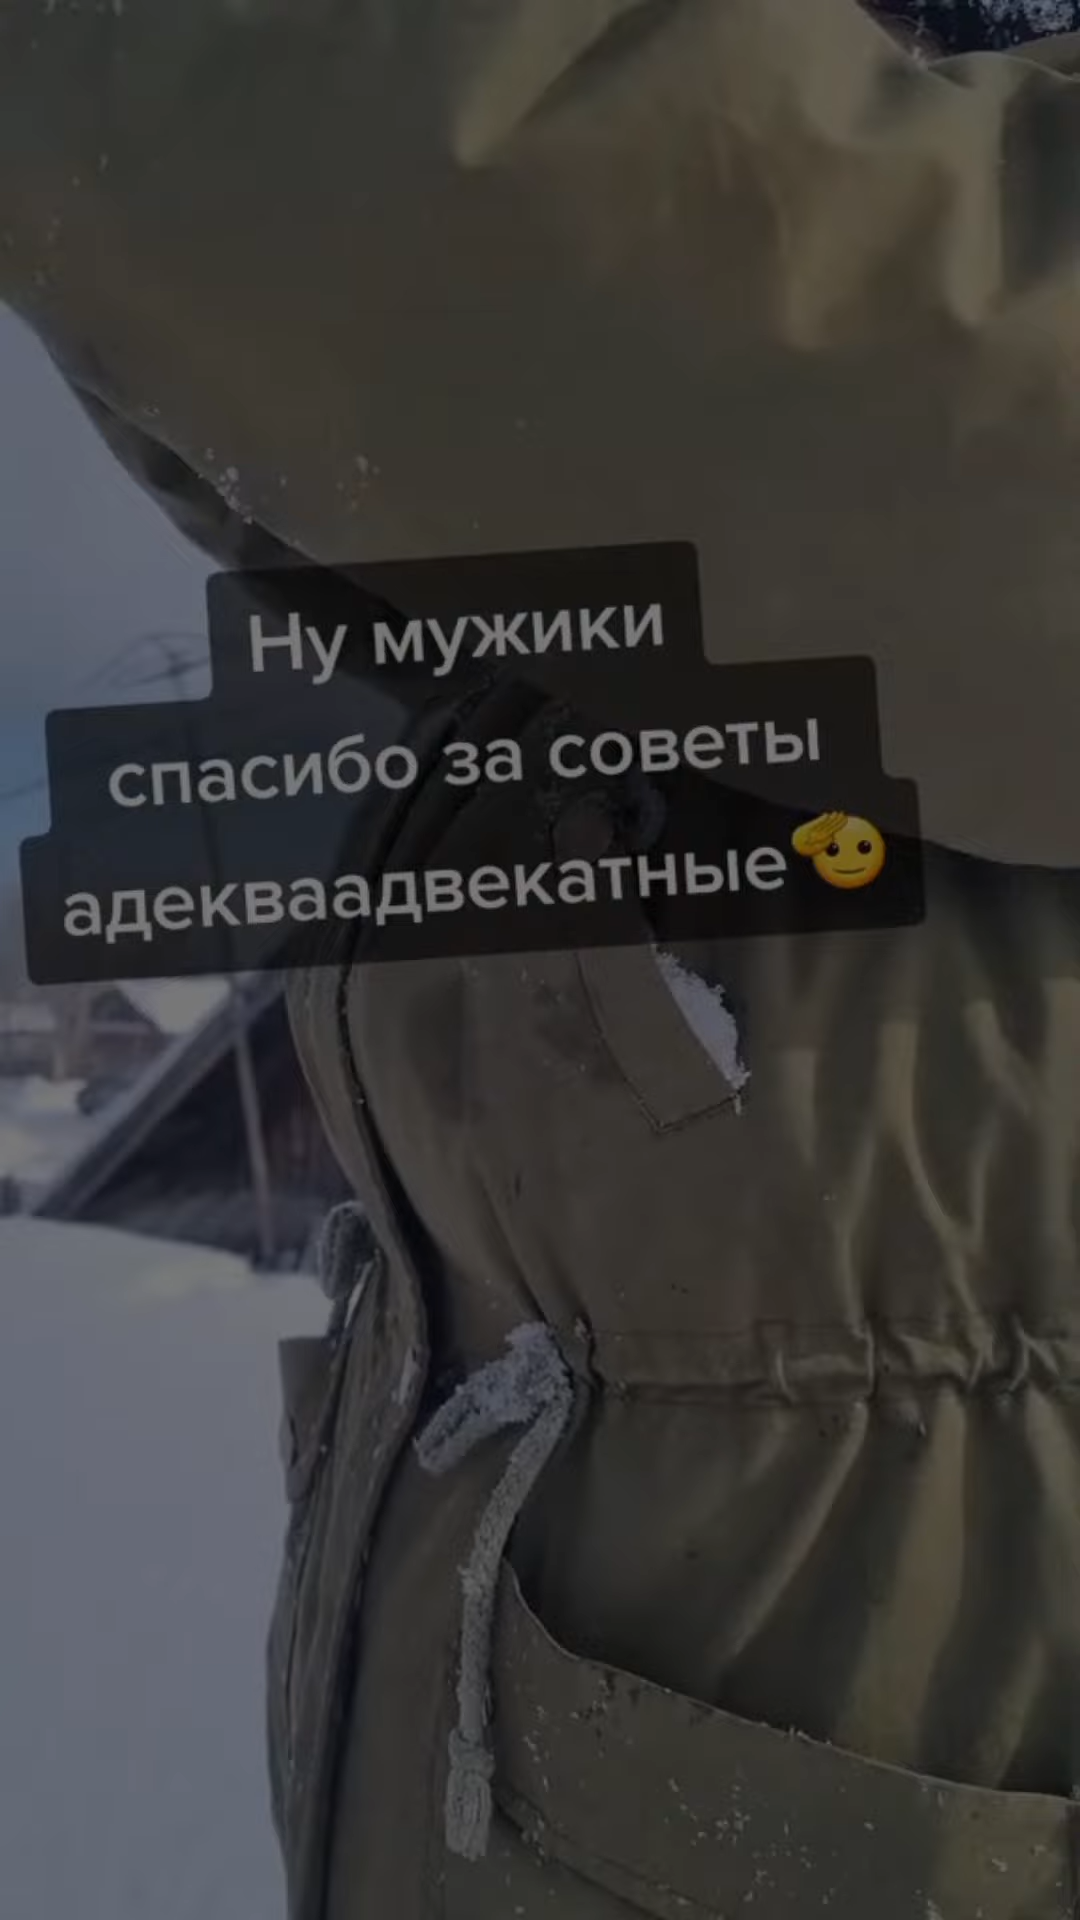 Ну мужики
спасибо за советы
адекваадвекатные🫡